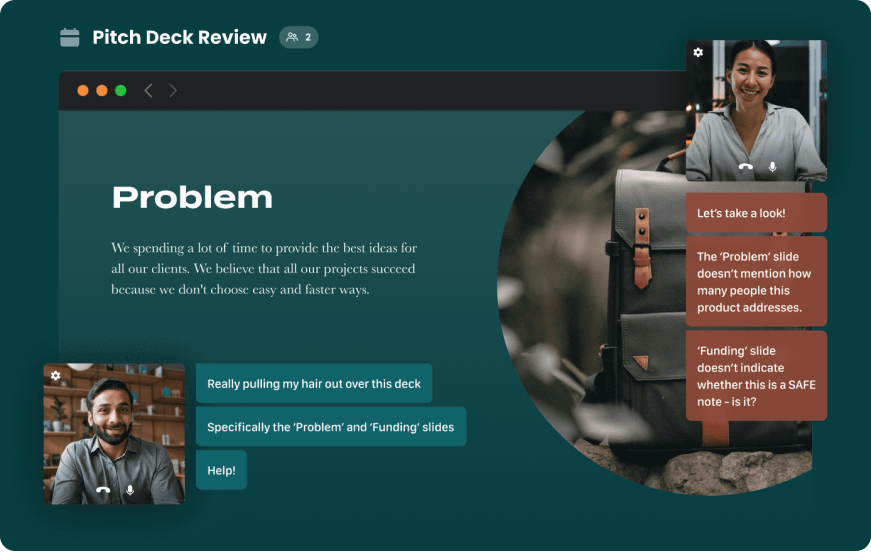 Pitch Deck Review
2
Problem
We spending a lot of time to provide the best ideas for
all our clients. We believe that all our projects succeed
because we don't choose easy and faster ways.
Let's take a look!
The ‘Problem’ slide
doesn't mention how
many people this
product addresses.
‘Funding’ slide
doesn't indicate
whether this is a SAFE
note - is it?
Really pulling my hair out over this deck
Specifically the ‘Problem’ and ‘Funding’ slides
Help!